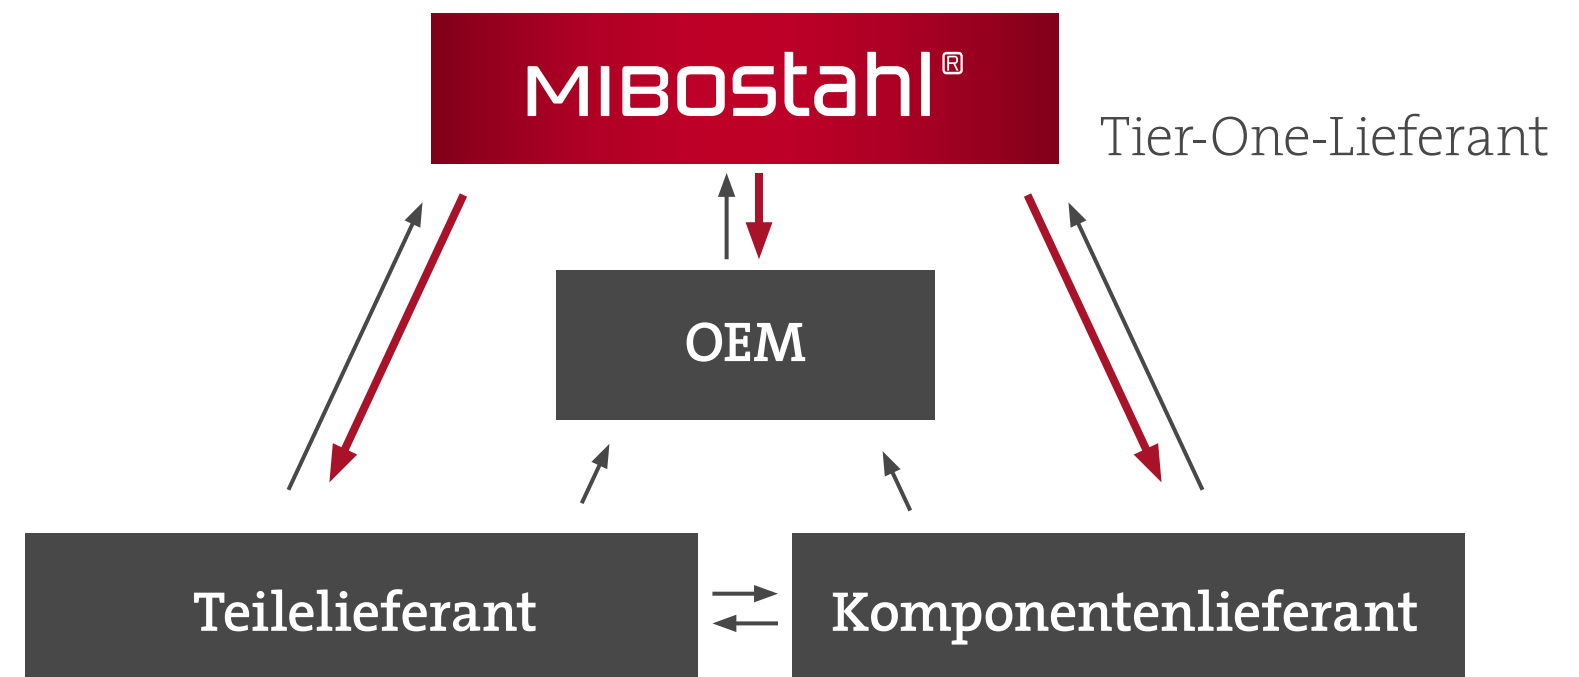 MIBOstahl®
Tier-One-Lieferant
OEM
Teilelieferant
Komponentenlieferant